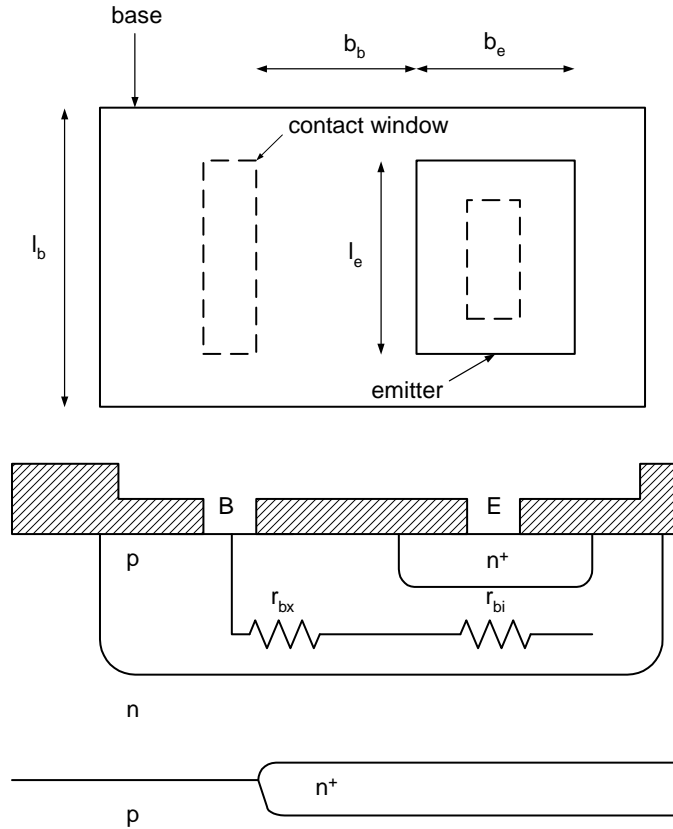 base
b_b
b_e
contact window
l_b
l_e
emitter
B
E
p
n⁺
r_bx
r_bi
n
n⁺
p